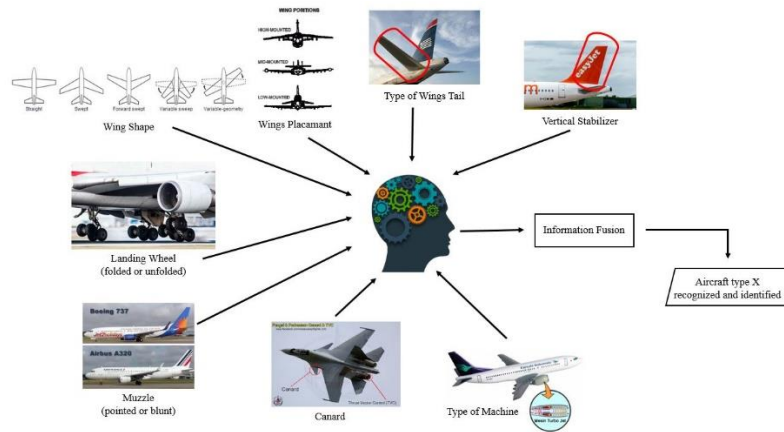 WING POSITIONS
HIGH-MOUNTED
MID-MOUNTED
LOW-MOUNTED
Straight
Swept
Forward swept
Variable sweep
Variable-geometry
Wing Shape
Wings Placamant
Type of Wings Tail
easyJet
Vertical Stabilizer
Landing Wheel
(folded or unfolded)
Information Fusion
Aircraft type X
recognized and identified
Boeing 737
Airbus A320
Muzzle
(pointed or blunt)
Canard
Canard
Type of Machine